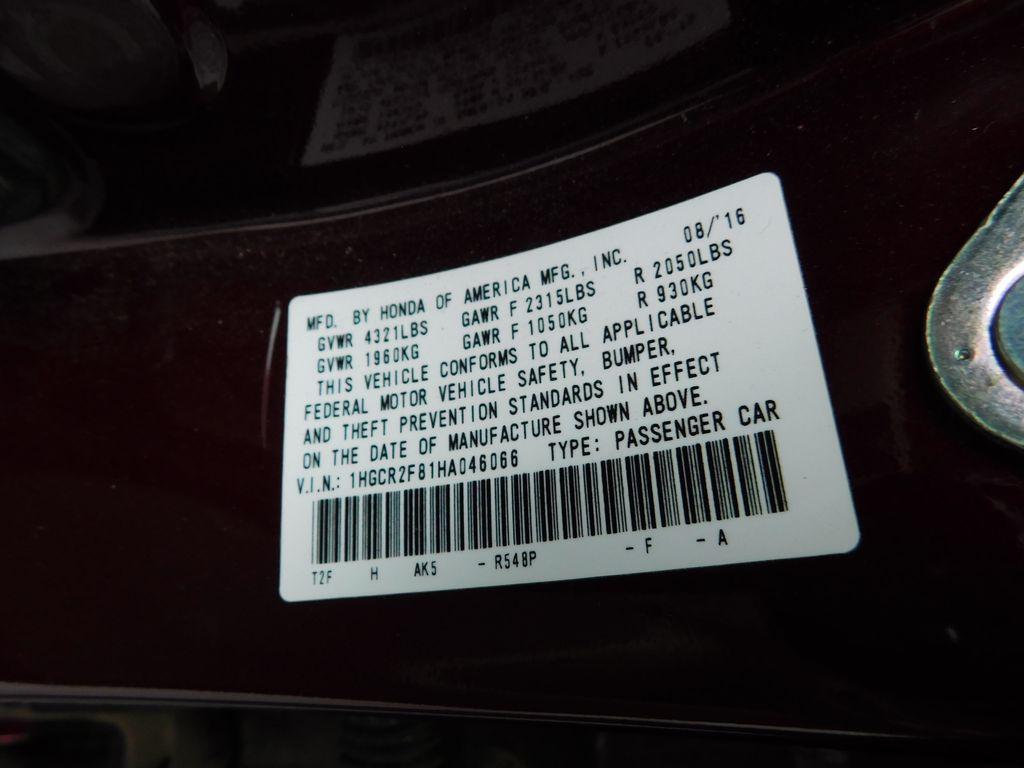 MFD. BY HONDA OF AMERICA MFG., INC. 08/'16
GVWR 4321LBS GAWR F 2315LBS R 2050LBS
GVWR 1960KG GAWR F 1050KG R 930KG
THIS VEHICLE CONFORMS TO ALL APPLICABLE
FEDERAL MOTOR VEHICLE SAFETY, BUMPER,
AND THEFT PREVENTION STANDARDS IN EFFECT
ON THE DATE OF MANUFACTURE SHOWN ABOVE.
V.I.N.: 1HGCR2F81HA046066 TYPE: PASSENGER CAR
T2F H AK5 - R548P - F - A